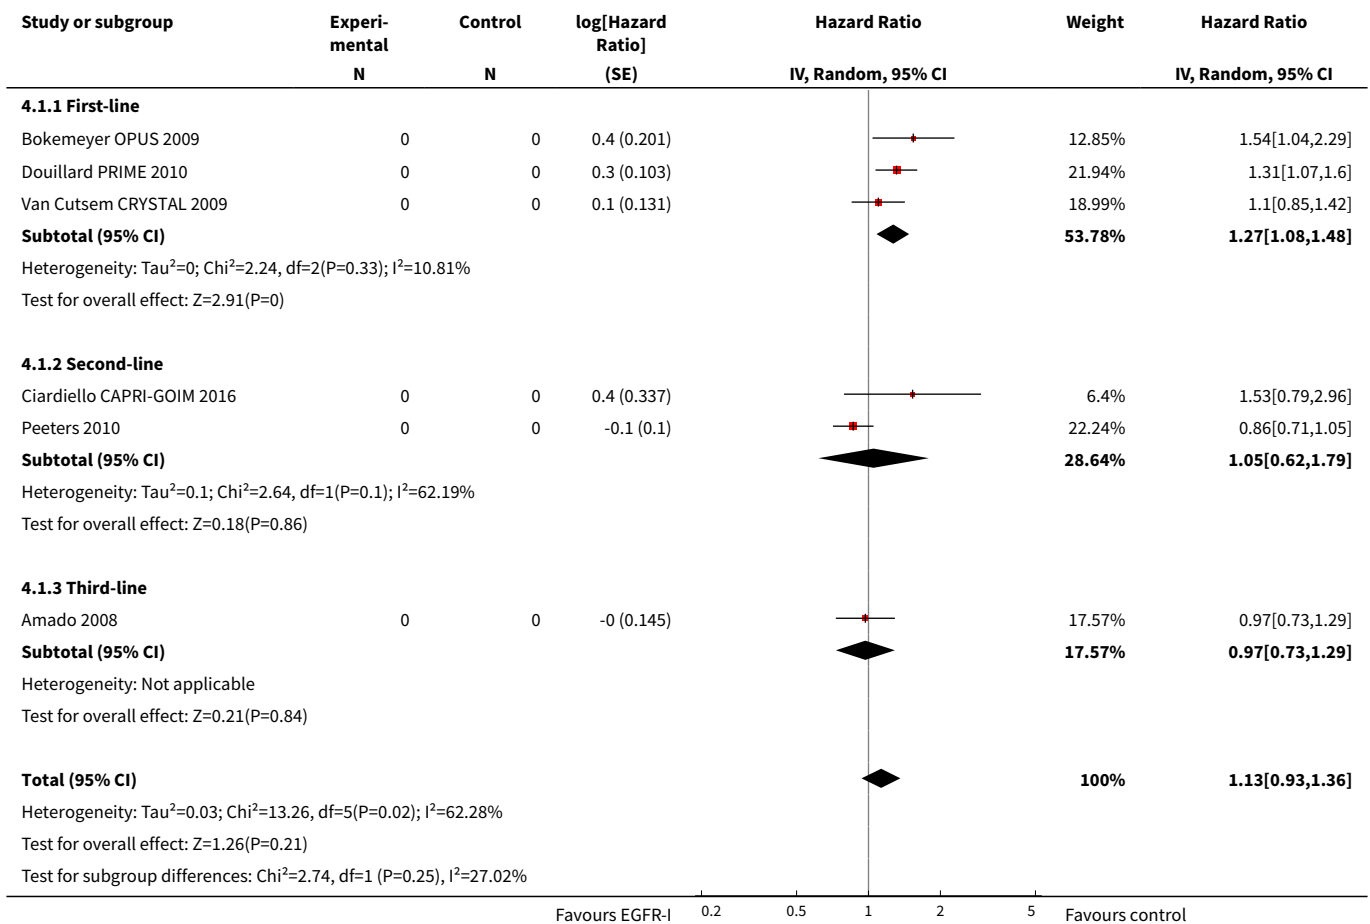 Study or subgroup Experi-mental Control log[Hazard Ratio] Hazard Ratio Weight Hazard Ratio
N N (SE) IV, Random, 95% CI IV, Random, 95% CI
4.1.1 First-line
Bokemeyer OPUS 2009 0 0 0.4 (0.201) 12.85% 1.54[1.04,2.29]
Douillard PRIME 2010 0 0 0.3 (0.103) 21.94% 1.31[1.07,1.6]
Van Cutsem CRYSTAL 2009 0 0 0.1 (0.131) 18.99% 1.1[0.85,1.42]
Subtotal (95% CI) 53.78% 1.27[1.08,1.48]
Heterogeneity: Tau²=0; Chi²=2.24, df=2(P=0.33); I²=10.81%
Test for overall effect: Z=2.91(P=0)
4.1.2 Second-line
Ciardiello CAPRI-GOIM 2016 0 0 0.4 (0.337) 6.4% 1.53[0.79,2.96]
Peeters 2010 0 0 -0.1 (0.1) 22.24% 0.86[0.71,1.05]
Subtotal (95% CI) 28.64% 1.05[0.62,1.79]
Heterogeneity: Tau²=0.1; Chi²=2.64, df=1(P=0.1); I²=62.19%
Test for overall effect: Z=0.18(P=0.86)
4.1.3 Third-line
Amado 2008 0 0 -0 (0.145) 17.57% 0.97[0.73,1.29]
Subtotal (95% CI) 17.57% 0.97[0.73,1.29]
Heterogeneity: Not applicable
Test for overall effect: Z=0.21(P=0.84)
Total (95% CI) 100% 1.13[0.93,1.36]
Heterogeneity: Tau²=0.03; Chi²=13.26, df=5(P=0.02); I²=62.28%
Test for overall effect: Z=1.26(P=0.21)
Test for subgroup differences: Chi²=2.74, df=1 (P=0.25), I²=27.02%
Favours EGFR-I 0.2 0.5 1 2 5 Favours control